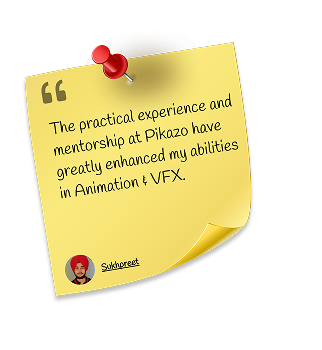 “
The practical experience and
mentorship at Pikazo have
greatly enhanced my abilities
in Animation & VFX.
Sukhpreet